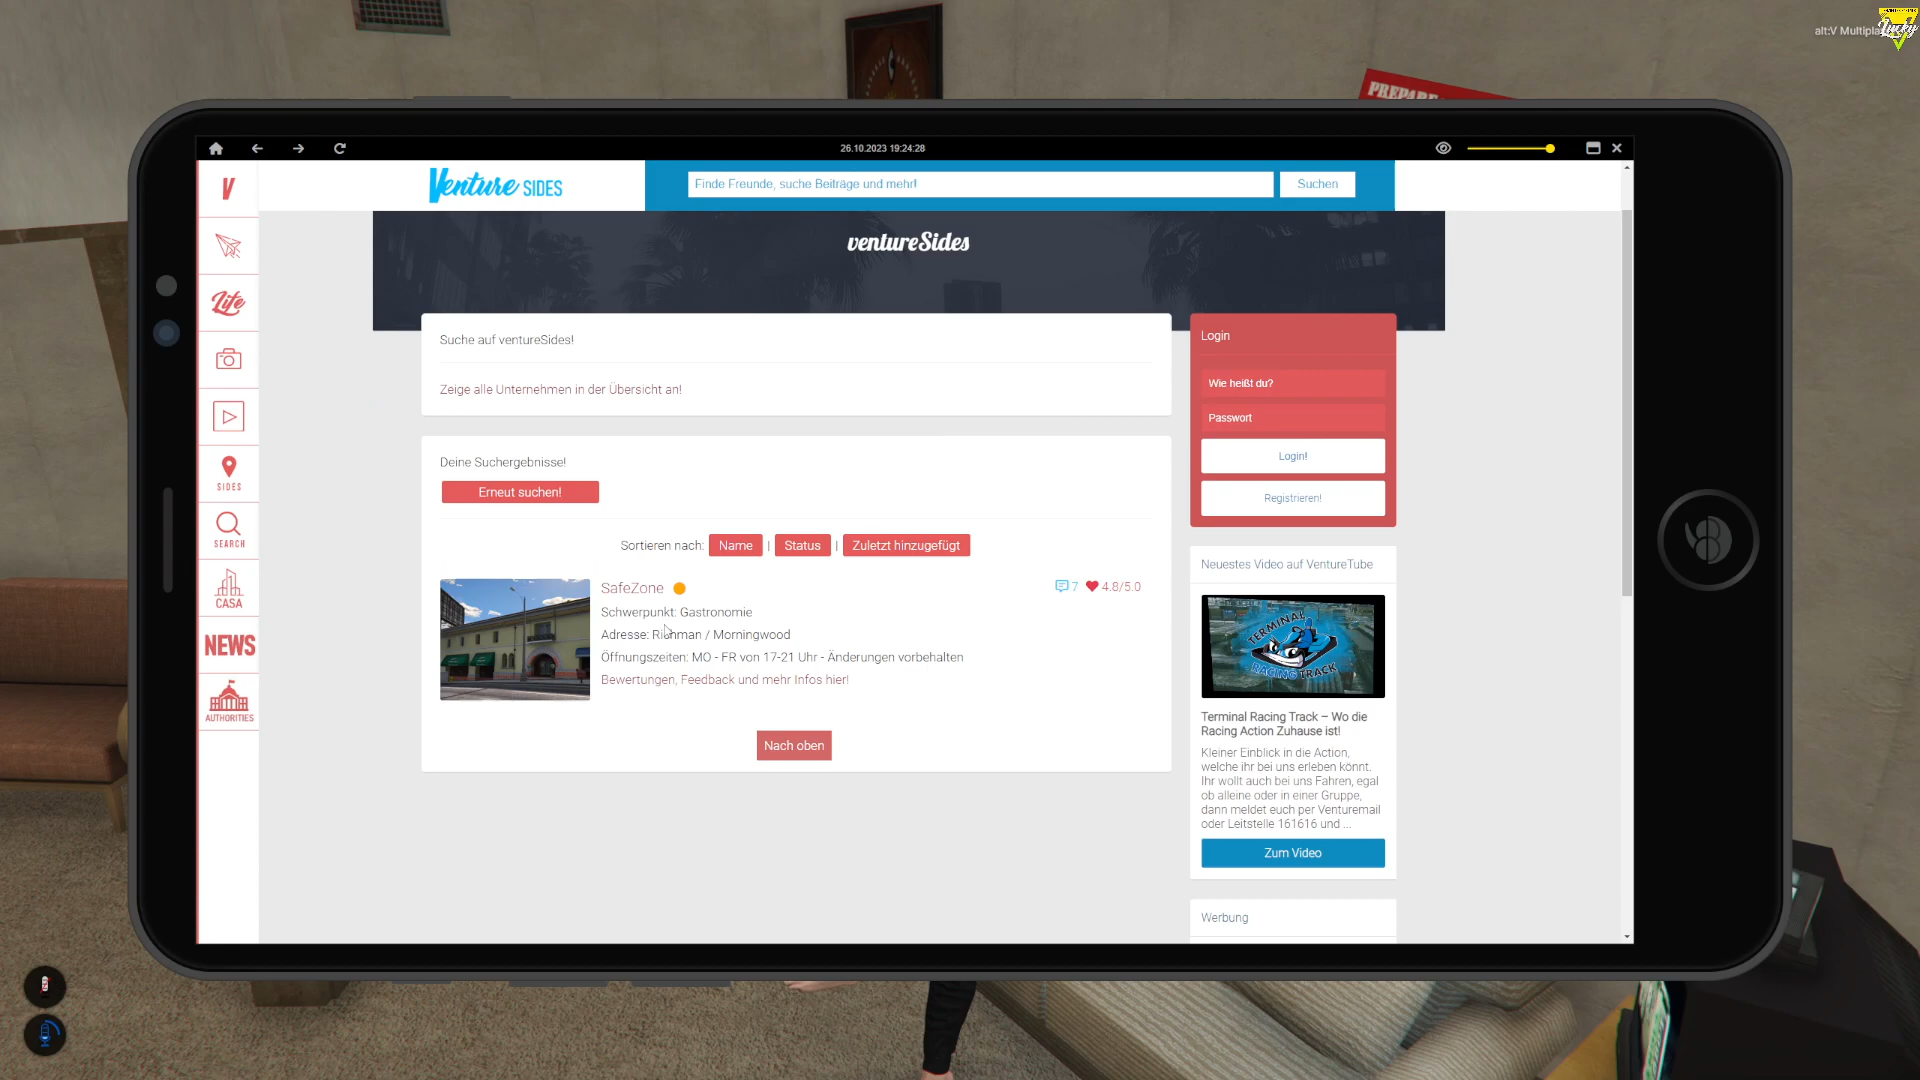 PREPARE
alt:V Multipla
Lucky
V
26.10.2023 19:24:28
Venture SIDES
Finde Freunde, suche Beiträge und mehr!
Suchen
ventureSides
Life
SIDES
SEARCH
CASA
NEWS
AUTHORITIES
Suche auf ventureSides!
Zeige alle Unternehmen in der Übersicht an!
Deine Suchergebnisse!
Erneut suchen!
Sortieren nach: Name | Status | Zuletzt hinzugefügt
SafeZone
7 4.8/5.0
Schwerpunkt: Gastronomie
Adresse: Richman / Morningwood
Öffnungszeiten: MO - FR von 17-21 Uhr - Änderungen vorbehalten
Bewertungen, Feedback und mehr Infos hier!
Nach oben
Login
Wie heißt du?
Passwort
Login!
Registrieren!
Neuestes Video auf VentureTube
TERMINAL
RACING TRACK
Terminal Racing Track – Wo die
Racing Action Zuhause ist!
Kleiner Einblick in die Action,
welche ihr bei uns erleben könnt.
Ihr wollt auch bei uns Fahren, egal
ob alleine oder in einer Gruppe,
dann meldet euch per Venturemail
oder Leitstelle 161616 und ...
Zum Video
Werbung